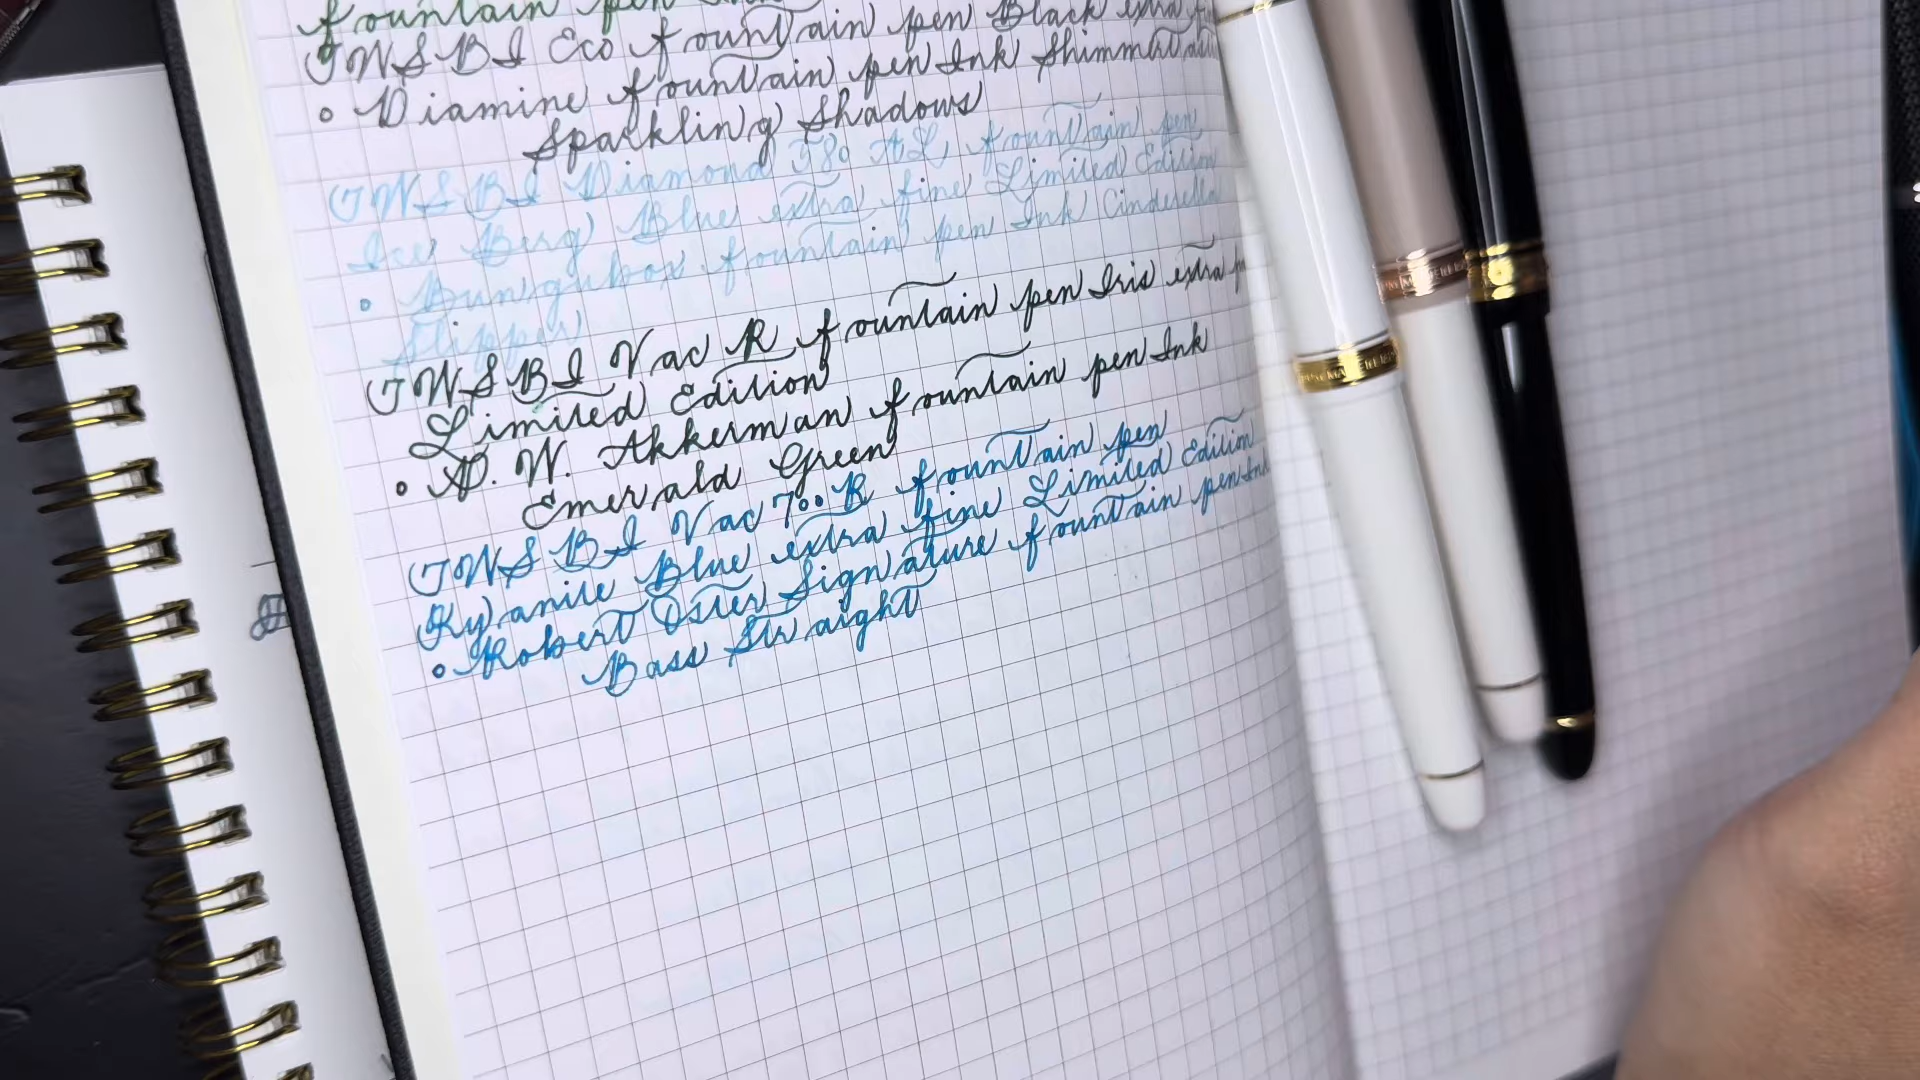 fountain pen Ink
TWSBI Eco fountain pen Black extra
• Diamine fountain pen Ink Shimmertastic
Sparkling Shadows
TWSBI Diamond 580 AL fountain pen
Ice Berg Blue extra fine Limited Edition
• Bungubox fountain pen Ink Cinderella
Slipper
TWSBI Vac R fountain pen Iris extra
Limited Edition
• P. W. Akkerman fountain pen Ink
Emerald Green
TWSBI Vac 700 R fountain pen
Kyanite Blue extra fine Limited Edition
• Robert Oster Signature fountain pen Ink
Bass Straight